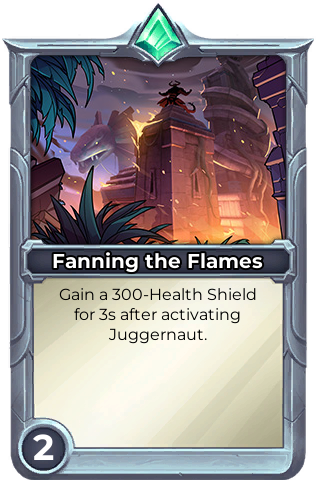 Fanning the Flames
Gain a 300-Health Shield
for 3s after activating
Juggernaut.
2